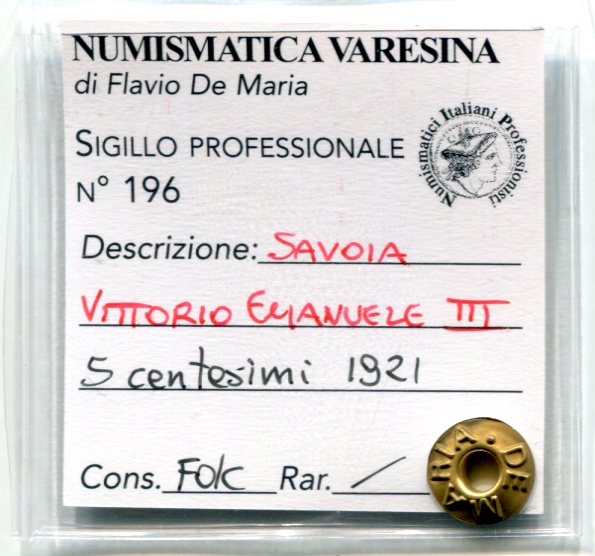 NUMISMATICA VARESINA
di Flavio De Maria
SIGILLO PROFESSIONALE
N° 196
Numismatici Italiani Professionisti
Descrizione: SAVOIA
VITTORIO EMANUELE III
5 centesimi 1921
Cons. FDC Rar. /
DE MARIA.